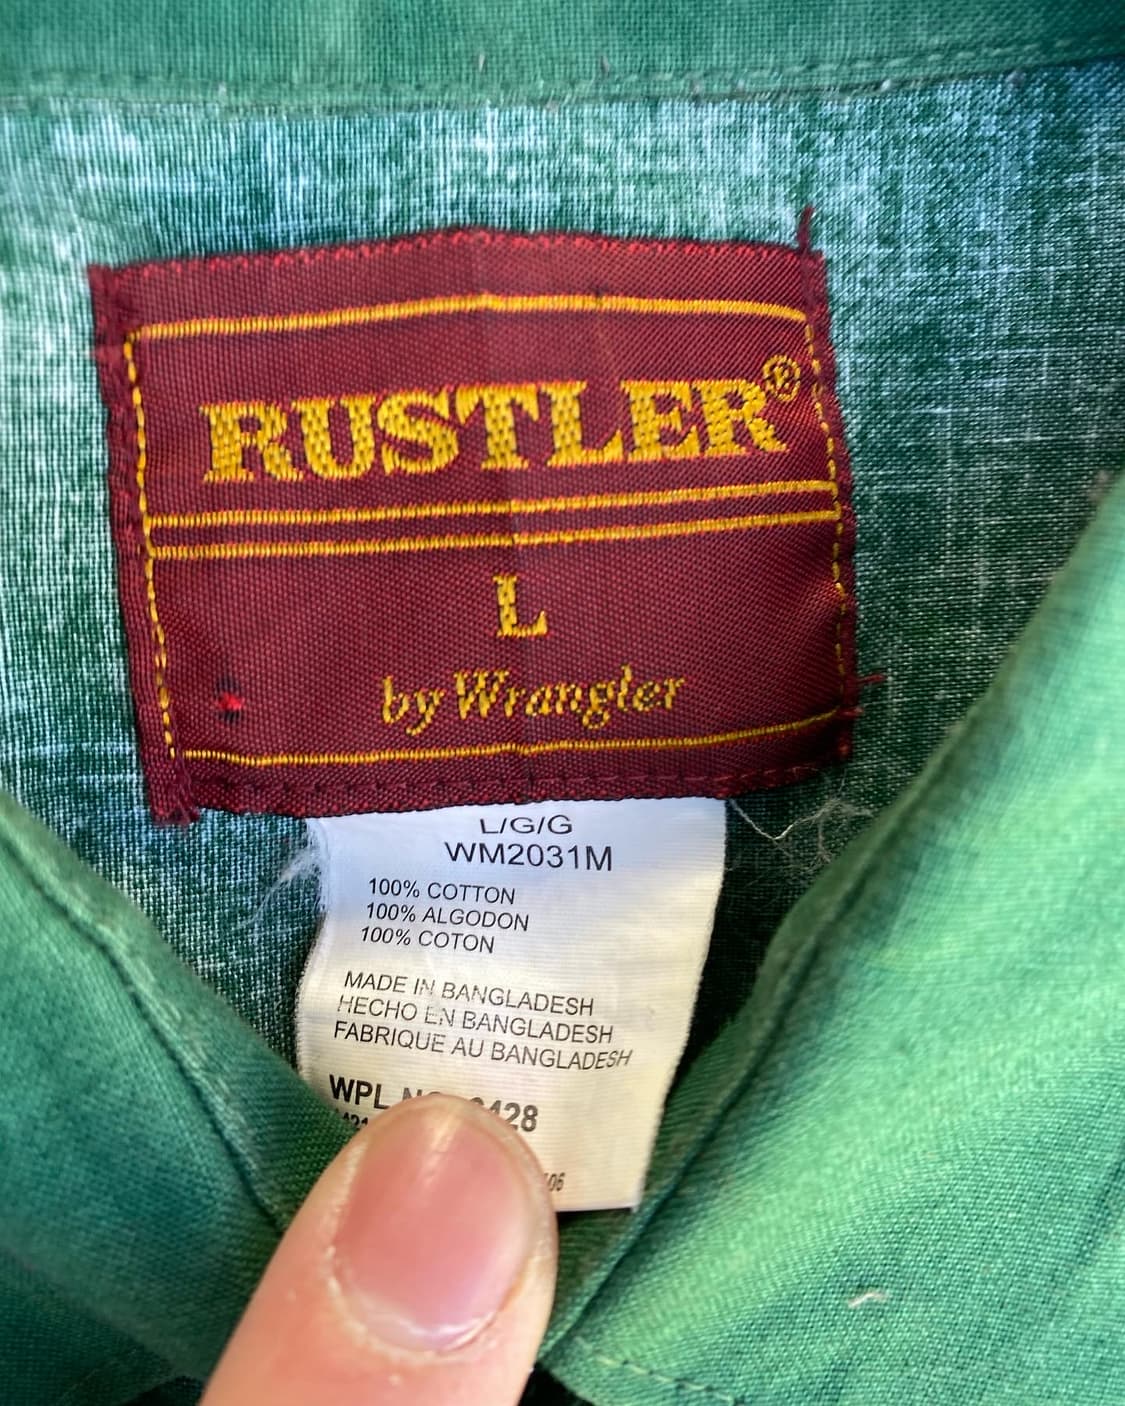 RUSTLER®
L
by Wrangler
L/G/G
WM2031M
100% COTTON
100% ALGODON
100% COTON
MADE IN BANGLADESH
HECHO EN BANGLADESH
FABRIQUE AU BANGLADESH
WPL